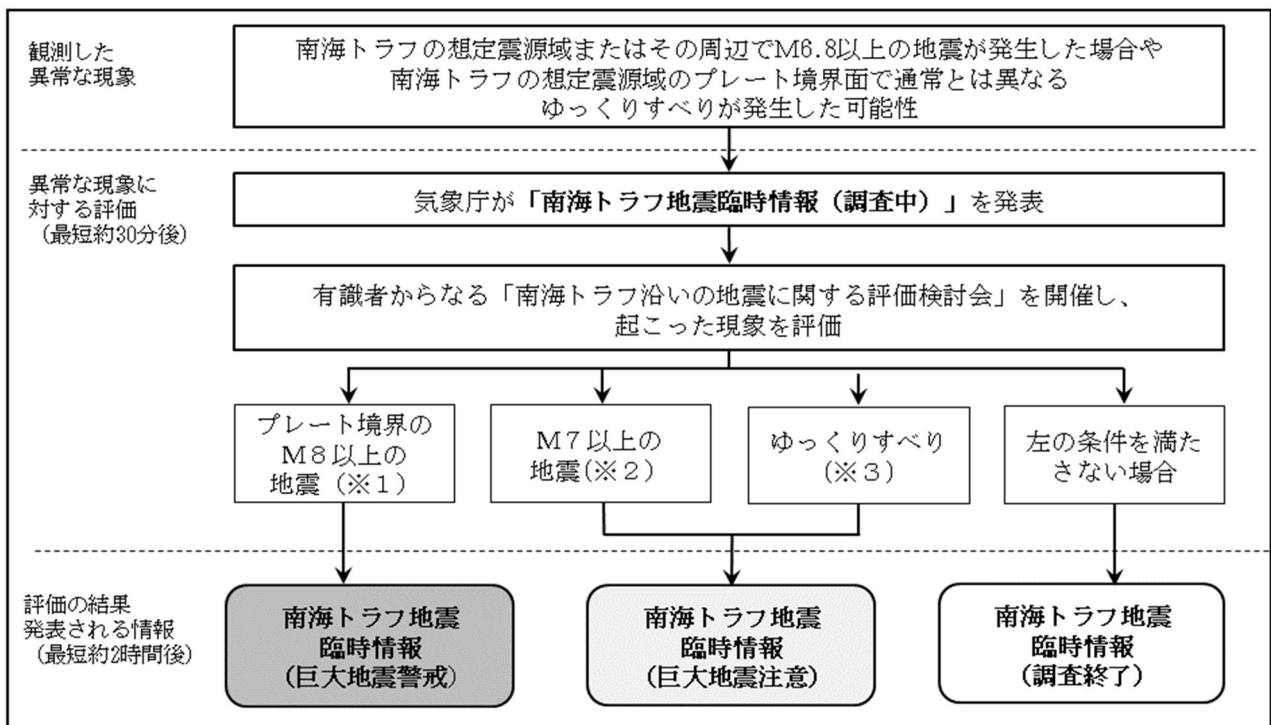 観測した
異常な現象
南海トラフの想定震源域またはその周辺でM6.8以上の地震が発生した場合や
南海トラフの想定震源域のプレート境界面で通常とは異なる
ゆっくりすべりが発生した可能性
異常な現象に
対する評価
(最短約30分後)
気象庁が「南海トラフ地震臨時情報（調査中）」を発表
有識者からなる「南海トラフ沿いの地震に関する評価検討会」を開催し、
起こった現象を評価
プレート境界の
M８以上の
地震（※１）
M７以上の
地震(※２)
ゆっくりすべり
(※３)
左の条件を満た
さない場合
評価の結果
発表される情報
(最短約2時間後)
南海トラフ地震
臨時情報
(巨大地震警戒)
南海トラフ地震
臨時情報
(巨大地震注意)
南海トラフ地震
臨時情報
(調査終了)